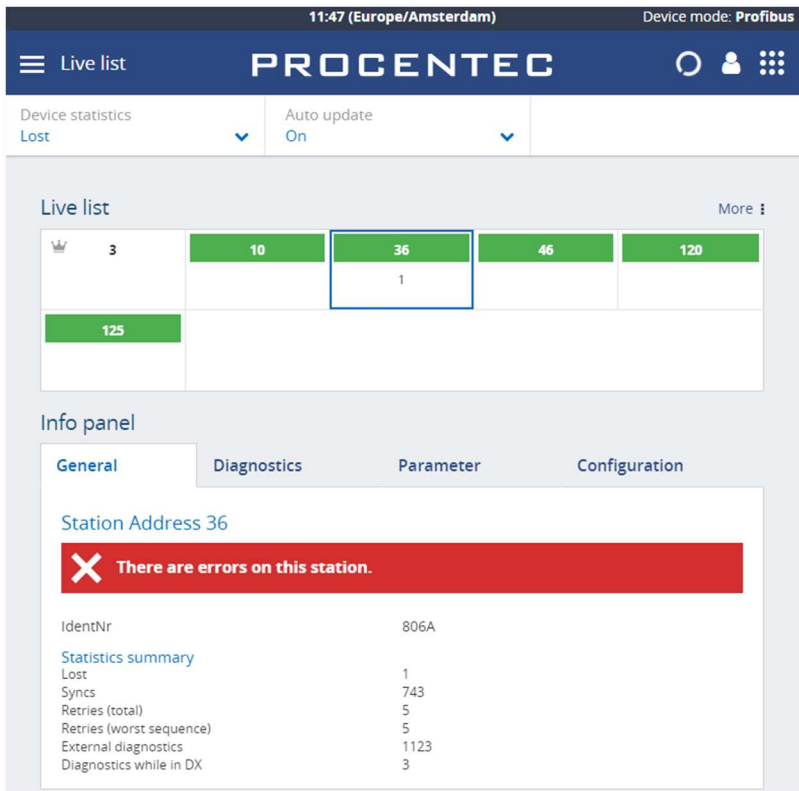 11:47 (Europe/Amsterdam) Device mode: Profibus
Live list PROCENTEC
Device statistics Auto update
Lost On
Live list More
3 10 36 46 120
1
125
Info panel
General Diagnostics Parameter Configuration
Station Address 36
There are errors on this station.
IdentNr 806A
Statistics summary
Lost 1
Syncs 743
Retries (total) 5
Retries (worst sequence) 5
External diagnostics 1123
Diagnostics while in DX 3